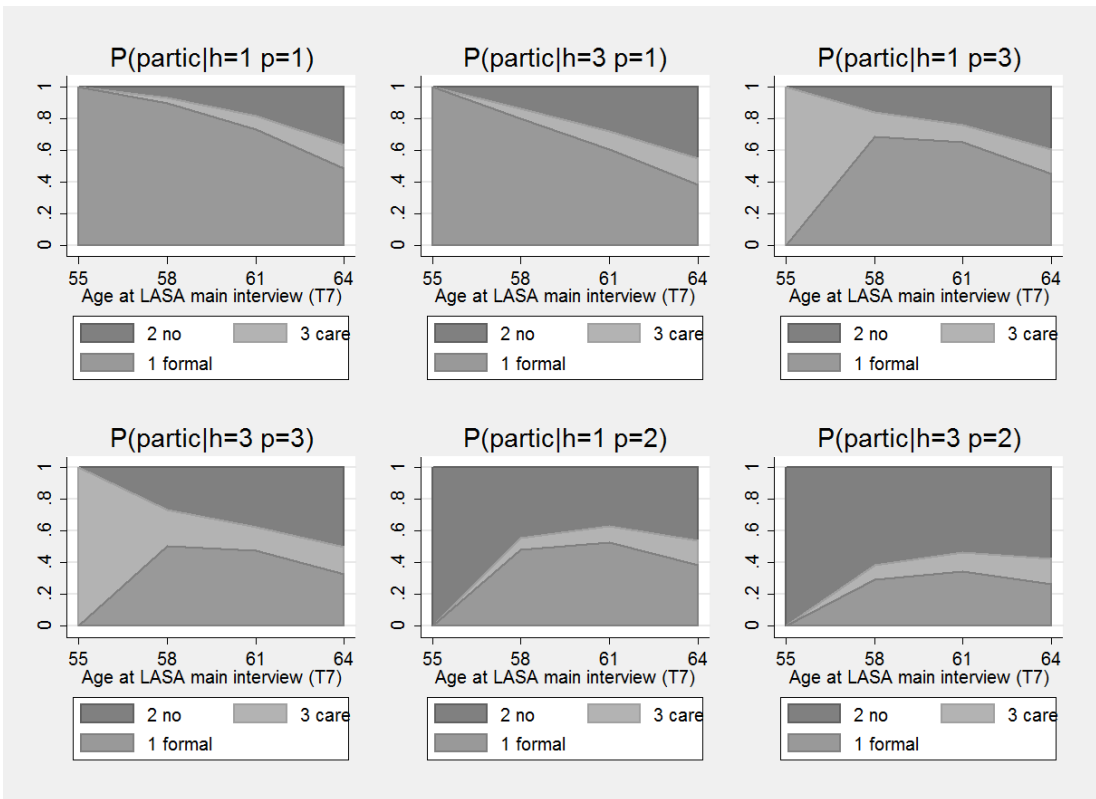 P(partic|h=1 p=1)
0 .2 .4 .6 .8 1
55 58 61 64
Age at LASA main interview (T7)
2 no 3 care
1 formal
P(partic|h=3 p=1)
0 .2 .4 .6 .8 1
55 58 61 64
Age at LASA main interview (T7)
2 no 3 care
1 formal
P(partic|h=1 p=3)
0 .2 .4 .6 .8 1
55 58 61 64
Age at LASA main interview (T7)
2 no 3 care
1 formal
P(partic|h=3 p=3)
0 .2 .4 .6 .8 1
55 58 61 64
Age at LASA main interview (T7)
2 no 3 care
1 formal
P(partic|h=1 p=2)
0 .2 .4 .6 .8 1
55 58 61 64
Age at LASA main interview (T7)
2 no 3 care
1 formal
P(partic|h=3 p=2)
0 .2 .4 .6 .8 1
55 58 61 64
Age at LASA main interview (T7)
2 no 3 care
1 formal